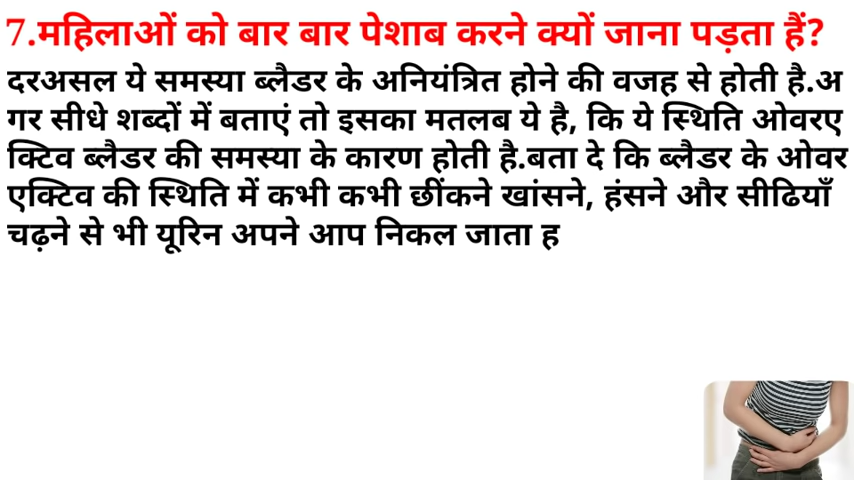 7.महिलाओं को बार बार पेशाब करने क्यों जाना पड़ता हैं?
दरअसल ये समस्या ब्लैडर के अनियंत्रित होने की वजह से होती है.अ
गर सीधे शब्दों में बताएं तो इसका मतलब ये है, कि ये स्थिति ओवरए
क्टिव ब्लैडर की समस्या के कारण होती है.बता दे कि ब्लैडर के ओवर
एक्टिव की स्थिति में कभी कभी छींकने खांसने, हंसने और सीढियाँ
चढ़ने से भी यूरिन अपने आप निकल जाता ह